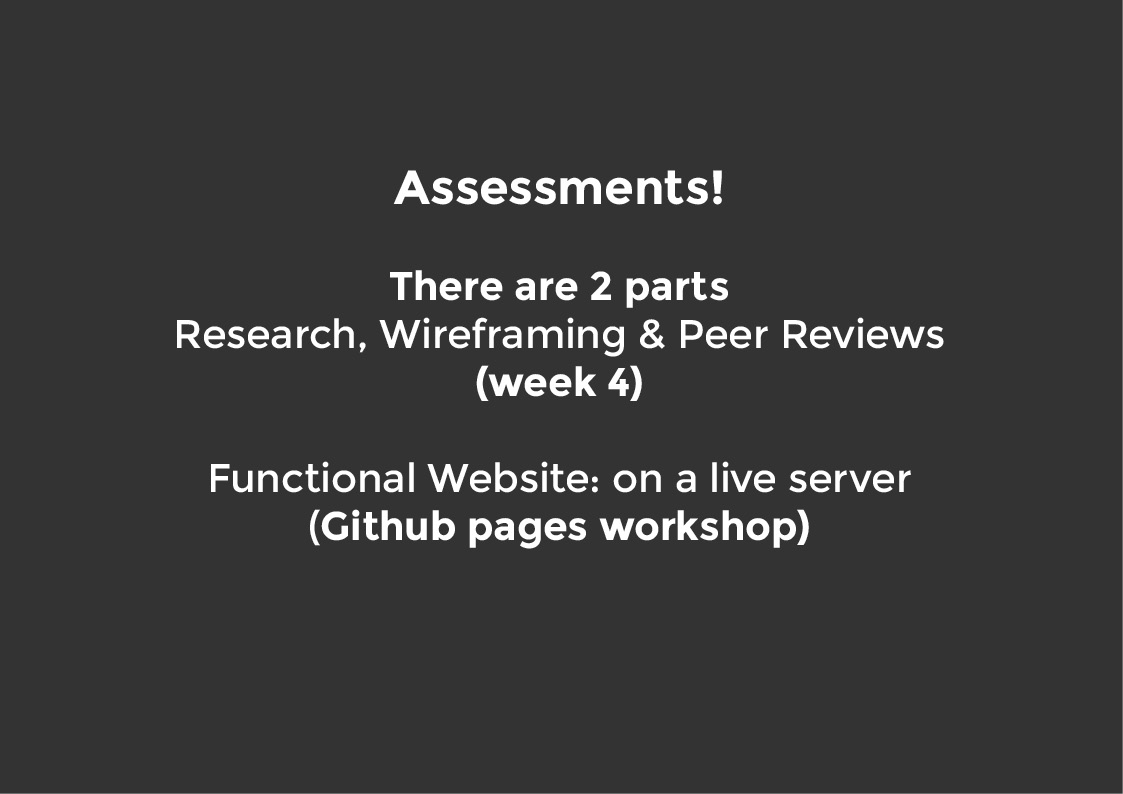 Assessments!
There are 2 parts
Research, Wireframing & Peer Reviews
(week 4)
Functional Website: on a live server
(Github pages workshop)